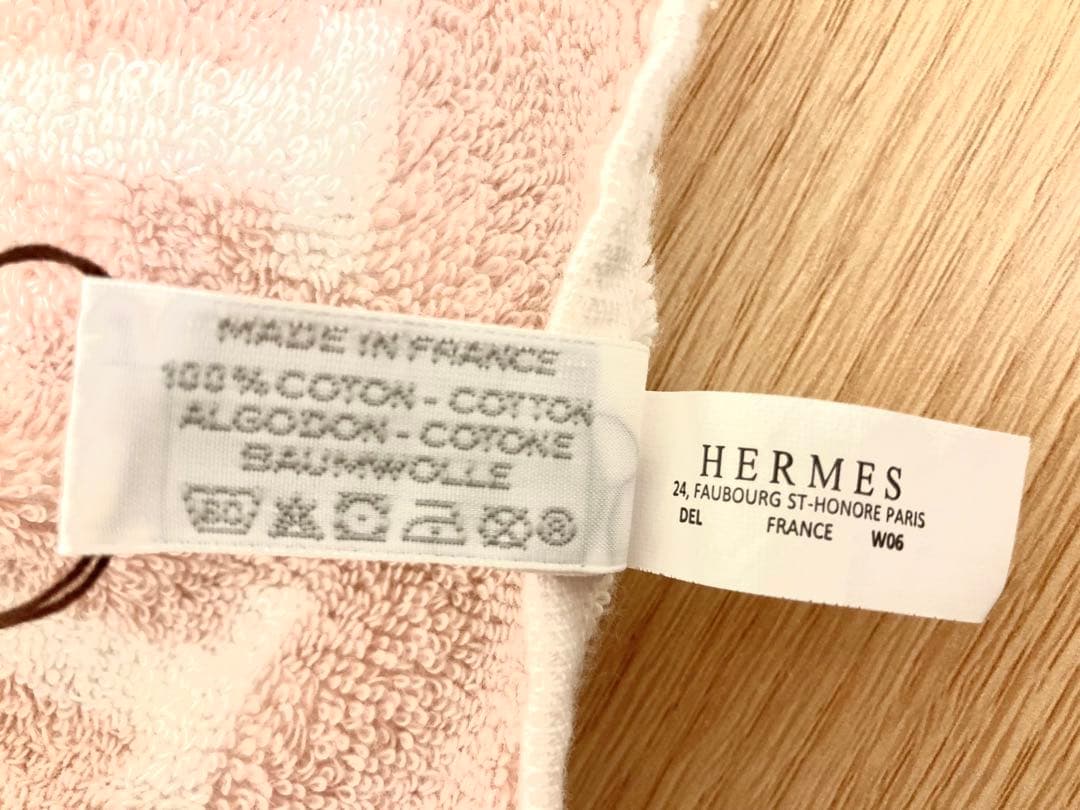 MADE IN FRANCE
100% COTON - COTTON
ALGODON - COTONE
BAUMWOLLE
HERMES
24, FAUBOURG ST-HONORE PARIS
DEL FRANCE W06